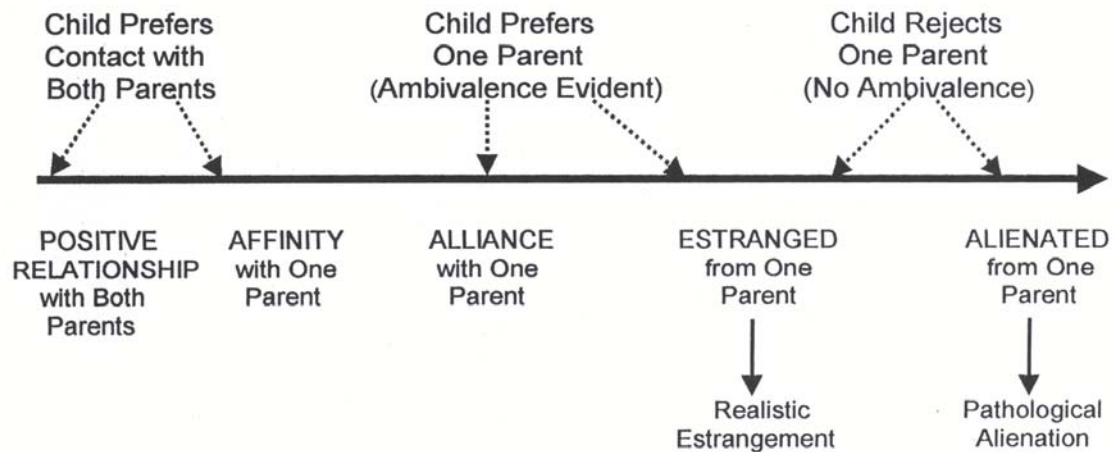 Child Prefers
Contact with
Both Parents
Child Prefers
One Parent
(Ambivalence Evident)
Child Rejects
One Parent
(No Ambivalence)
POSITIVE
RELATIONSHIP
with Both
Parents
AFFINITY
with One
Parent
ALLIANCE
with One
Parent
ESTRANGED
from One
Parent
ALIENATED
from One
Parent
Realistic
Estrangement
Pathological
Alienation